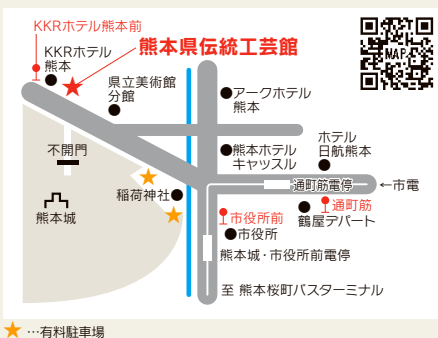 KKRホテル熊本前
熊本県伝統工芸館
KKRホテル
熊本
県立美術館
分館
MAP
アークホテル
熊本
不開門
熊本ホテル
キャッスル
ホテル
日航熊本
通町筋電停
←市電
稲荷神社
熊本城
市役所前
通町筋
鶴屋デパート
市役所
熊本城・市役所前電停
至 熊本桜町バスターミナル
…有料駐車場